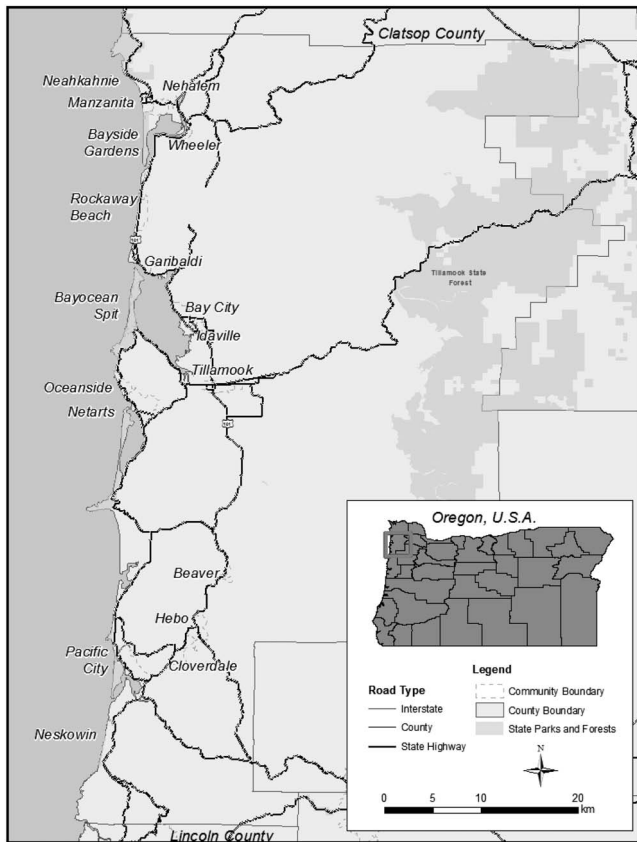 Clatsop County
Neahkahnie
Nehalem
Manzanita
Bayside
Gardens
Wheeler
Rockaway
Beach
101
Garibaldi
Tillamook State
Forest
Bayocean
Spit
Bay City
Idaville
Tillamook
Oceanside
Netarts
101
Beaver
Hebo
Pacific
City
Cloverdale
Neskowin
Lincoln County
Oregon, U.S.A.
Legend
Road Type
Interstate
County
State Highway
Community Boundary
County Boundary
State Parks and Forests
N
0 5 10 20
km